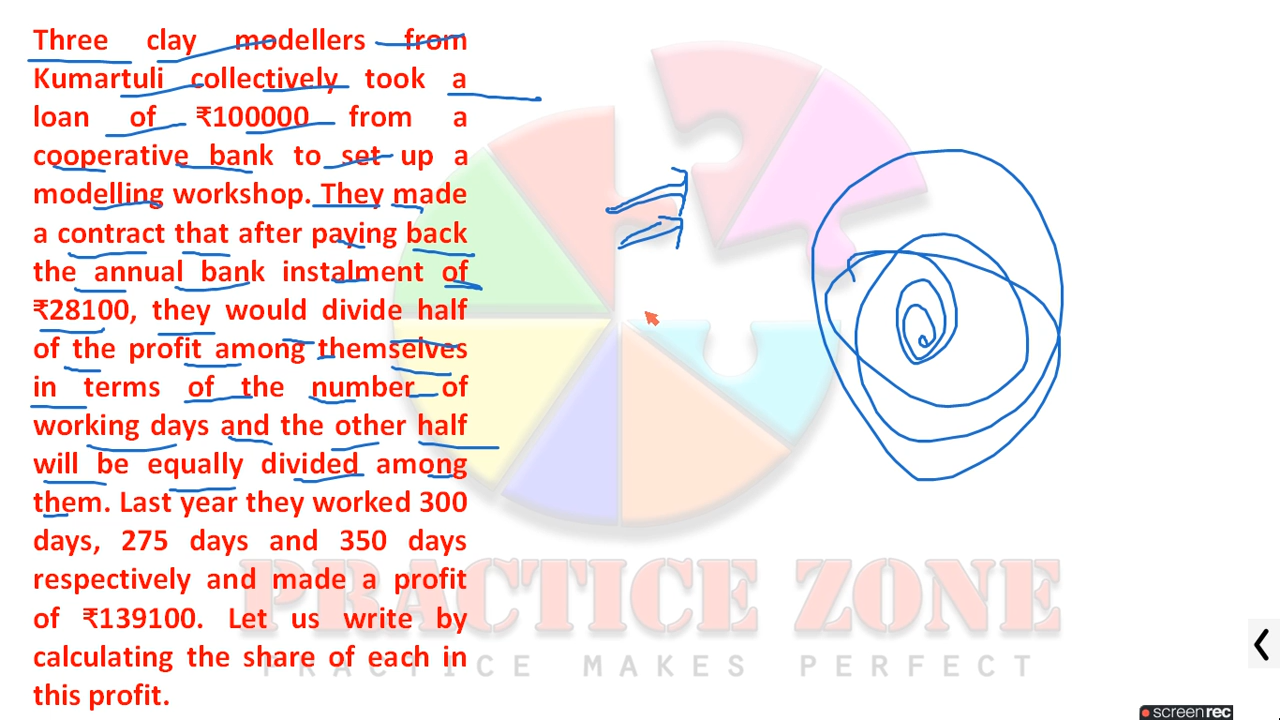 Three clay modellers from
Kumartuli collectively took a
loan of ₹100000 from a
cooperative bank to set up a
modelling workshop. They made
a contract that after paying back
the annual bank instalment of
₹28100, they would divide half
of the profit among themselves
in terms of the number of
working days and the other half
will be equally divided among
them. Last year they worked 300
days, 275 days and 350 days
respectively and made a profit
of ₹139100. Let us write by
calculating the share of each in
this profit.
PRACTICE ZONE
PRACTICE MAKES PERFECT
screenrec